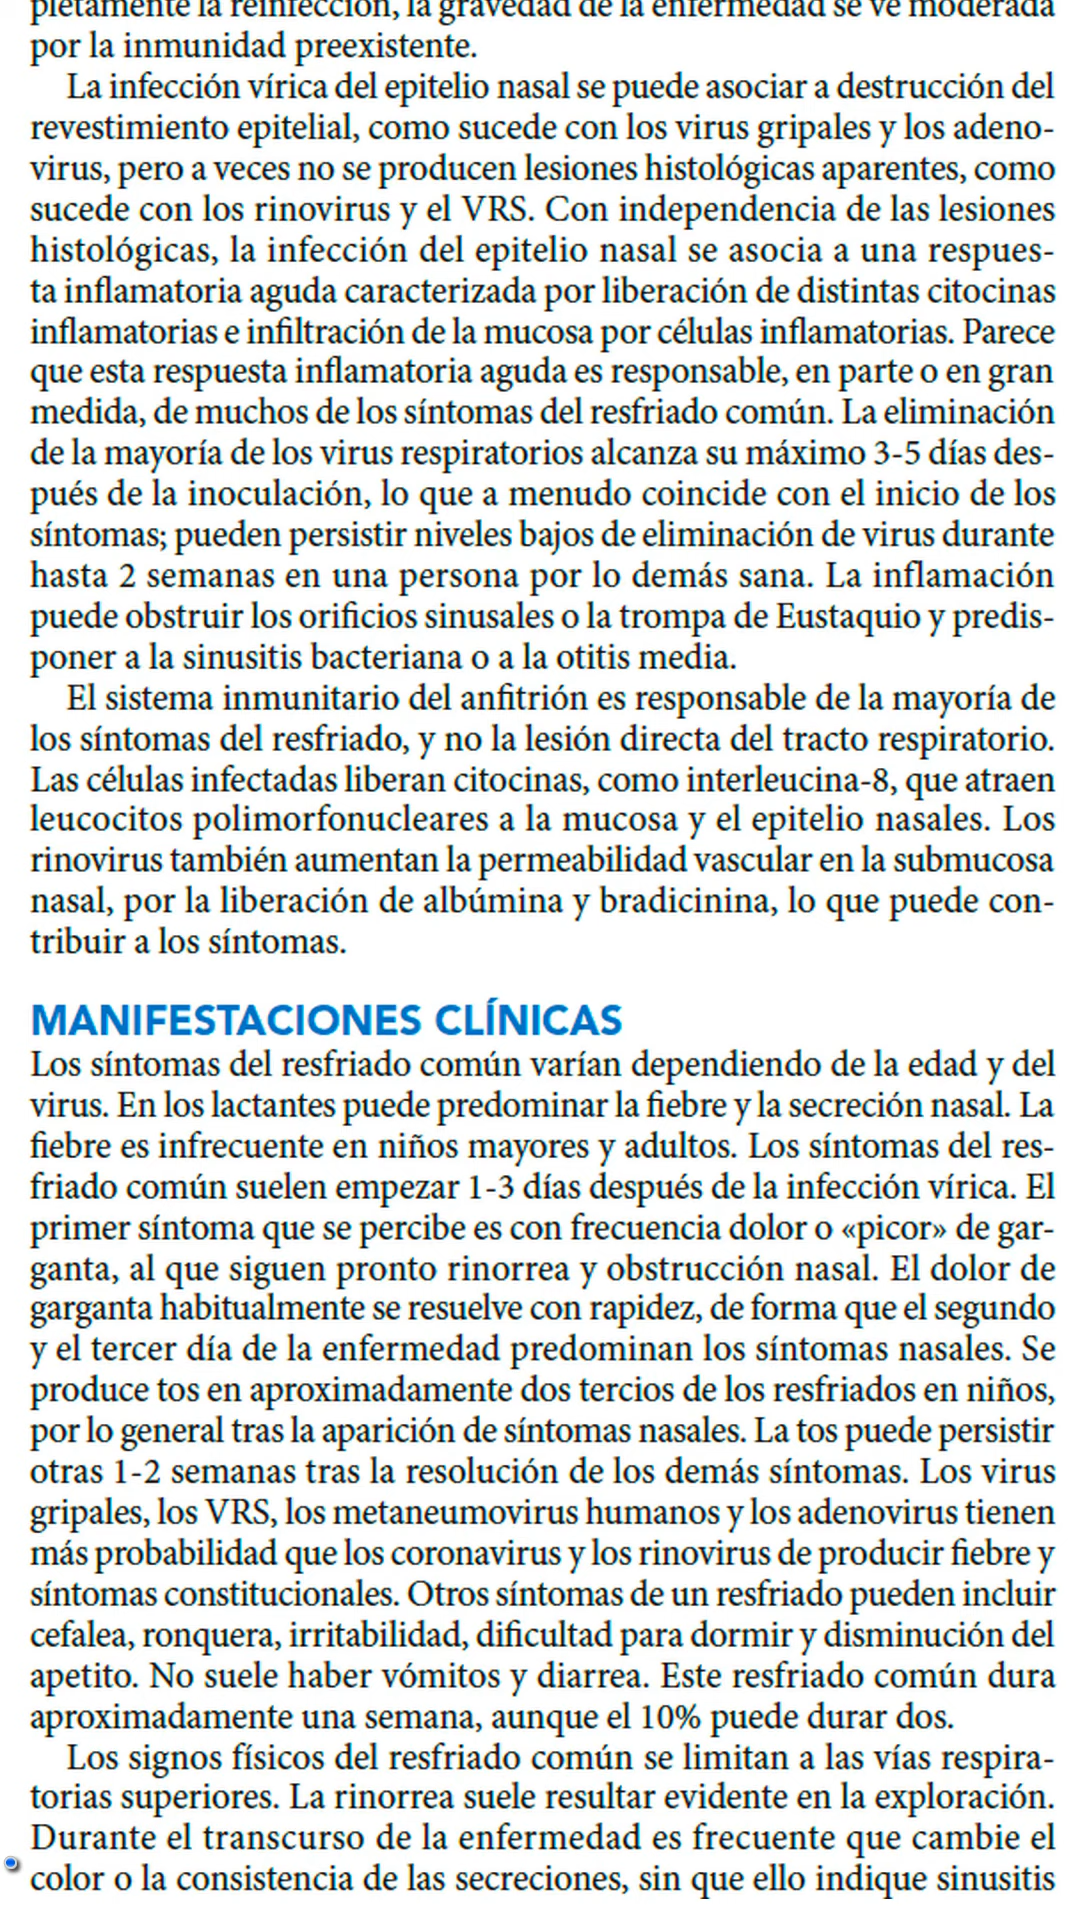 pletamente la reinfección, la gravedad de la enfermedad se ve moderada
por la inmunidad preexistente.
La infección vírica del epitelio nasal se puede asociar a destrucción del
revestimiento epitelial, como sucede con los virus gripales y los adeno-
virus, pero a veces no se producen lesiones histológicas aparentes, como
sucede con los rinovirus y el VRS. Con independencia de las lesiones
histológicas, la infección del epitelio nasal se asocia a una respues-
ta inflamatoria aguda caracterizada por liberación de distintas citocinas
inflamatorias e infiltración de la mucosa por células inflamatorias. Parece
que esta respuesta inflamatoria aguda es responsable, en parte o en gran
medida, de muchos de los síntomas del resfriado común. La eliminación
de la mayoría de los virus respiratorios alcanza su máximo 3-5 días des-
pués de la inoculación, lo que a menudo coincide con el inicio de los
síntomas; pueden persistir niveles bajos de eliminación de virus durante
hasta 2 semanas en una persona por lo demás sana. La inflamación
puede obstruir los orificios sinusales o la trompa de Eustaquio y predis-
poner a la sinusitis bacteriana o a la otitis media.
El sistema inmunitario del anfitrión es responsable de la mayoría de
los síntomas del resfriado, y no la lesión directa del tracto respiratorio.
Las células infectadas liberan citocinas, como interleucina-8, que atraen
leucocitos polimorfonucleares a la mucosa y el epitelio nasales. Los
rinovirus también aumentan la permeabilidad vascular en la submucosa
nasal, por la liberación de albúmina y bradicinina, lo que puede con-
tribuir a los síntomas.
MANIFESTACIONES CLÍNICAS
Los síntomas del resfriado común varían dependiendo de la edad y del
virus. En los lactantes puede predominar la fiebre y la secreción nasal. La
fiebre es infrecuente en niños mayores y adultos. Los síntomas del res-
friado común suelen empezar 1-3 días después de la infección vírica. El
primer síntoma que se percibe es con frecuencia dolor o «picor» de gar-
ganta, al que siguen pronto rinorrea y obstrucción nasal. El dolor de
garganta habitualmente se resuelve con rapidez, de forma que el segundo
y el tercer día de la enfermedad predominan los síntomas nasales. Se
produce tos en aproximadamente dos tercios de los resfriados en niños,
por lo general tras la aparición de síntomas nasales. La tos puede persistir
otras 1-2 semanas tras la resolución de los demás síntomas. Los virus
gripales, los VRS, los metaneumovirus humanos y los adenovirus tienen
más probabilidad que los coronavirus y los rinovirus de producir fiebre y
síntomas constitucionales. Otros síntomas de un resfriado pueden incluir
cefalea, ronquera, irritabilidad, dificultad para dormir y disminución del
apetito. No suele haber vómitos y diarrea. Este resfriado común dura
aproximadamente una semana, aunque el 10% puede durar dos.
Los signos físicos del resfriado común se limitan a las vías respira-
torias superiores. La rinorrea suele resultar evidente en la exploración.
Durante el transcurso de la enfermedad es frecuente que cambie el
color o la consistencia de las secreciones, sin que ello indique sinusitis